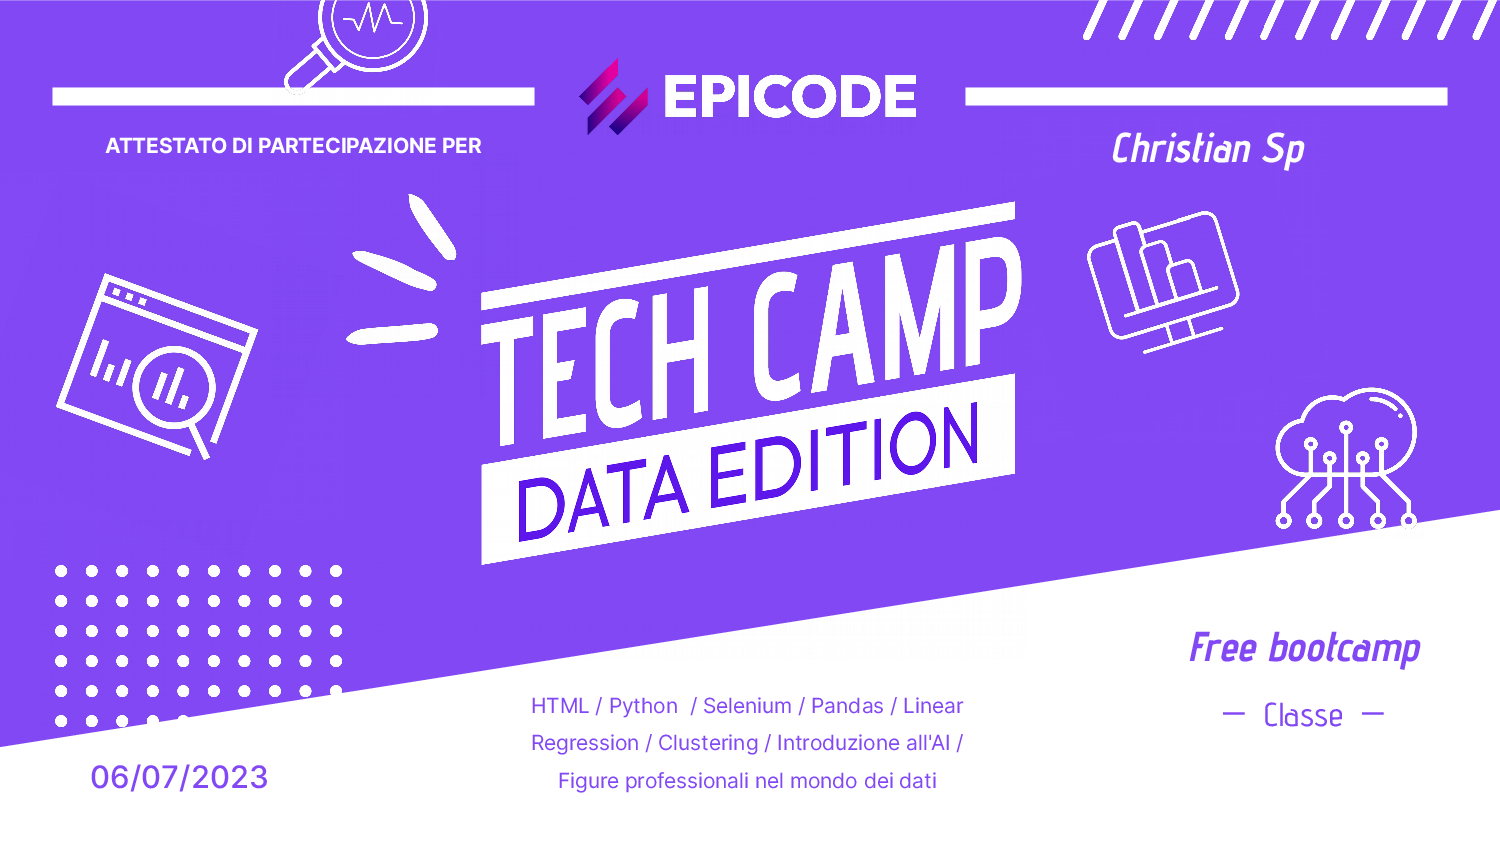 EPICODE
ATTESTATO DI PARTECIPAZIONE PER
Christian Sp
TECH CAMP
DATA EDITION
Free bootcamp
— Classe —
HTML / Python / Selenium / Pandas / Linear
Regression / Clustering / Introduzione all'AI /
Figure professionali nel mondo dei dati
06/07/2023